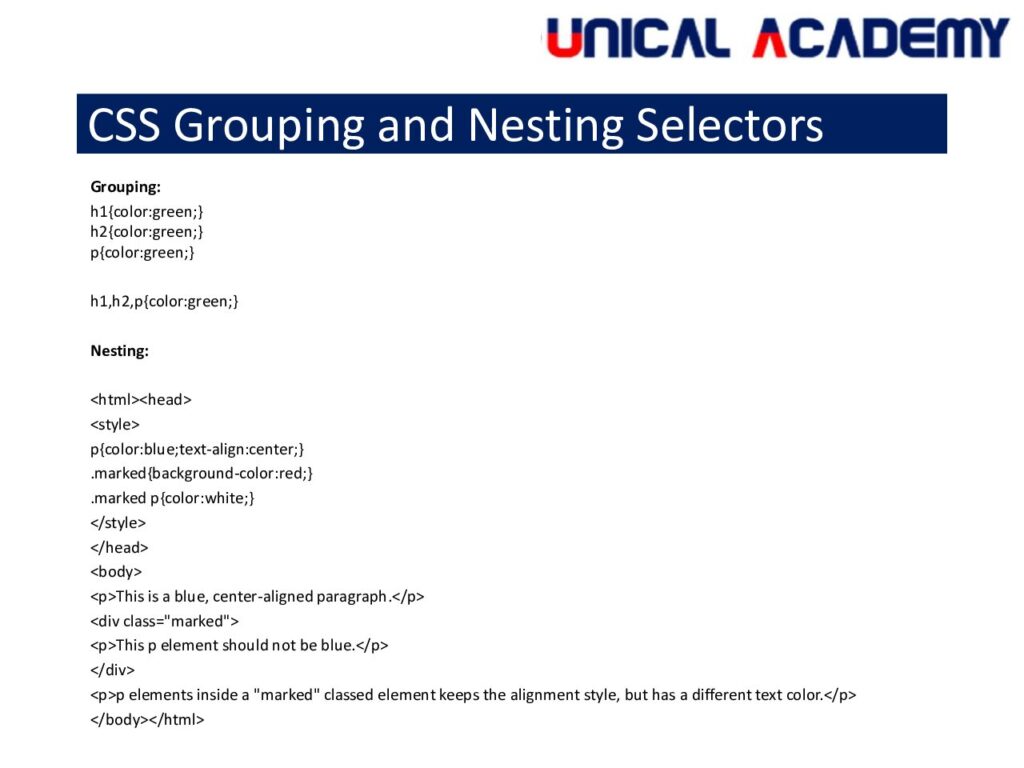 UNICAL ACADEMY
CSS Grouping and Nesting Selectors
Grouping:
h1{color:green;}
h2{color:green;}
p{color:green;}
h1,h2,p{color:green;}
Nesting:
<html><head>
<style>
p{color:blue;text-align:center;}
.marked{background-color:red;}
.marked p{color:white;}
</style>
</head>
<body>
<p>This is a blue, center-aligned paragraph.</p>
<div class="marked">
<p>This p element should not be blue.</p>
</div>
<p>p elements inside a "marked" classed element keeps the alignment style, but has a different text color.</p>
</body></html>